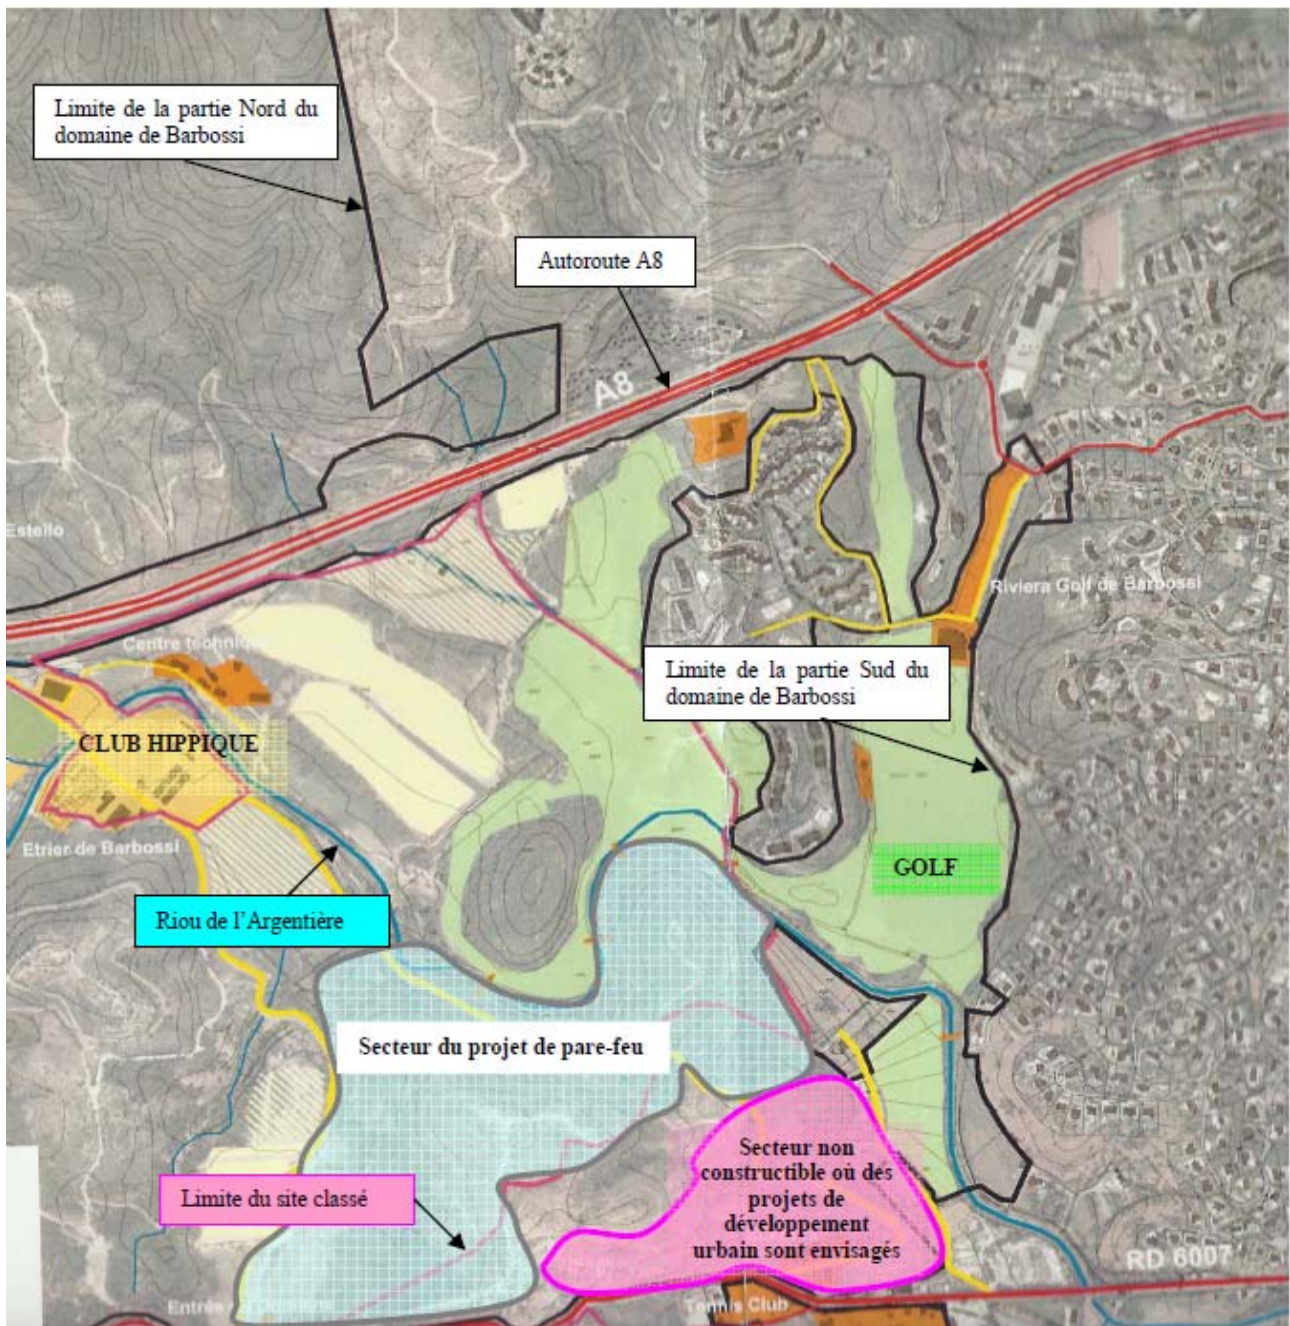 Limite de la partie Nord du
domaine de Barbossi
Autoroute A8
A8
Estello
Riviera Golf de Barbossi
Centre technique
Limite de la partie Sud du
domaine de Barbossi
CLUB HIPPIQUE
Etrier de Barbossi
GOLF
Riou de l'Argentière
Secteur du projet de pare-feu
Secteur non
constructible où des
projets de
développement
urbain sont envisagés
Limite du site classé
RD 6007
Entrée
Tennis Club